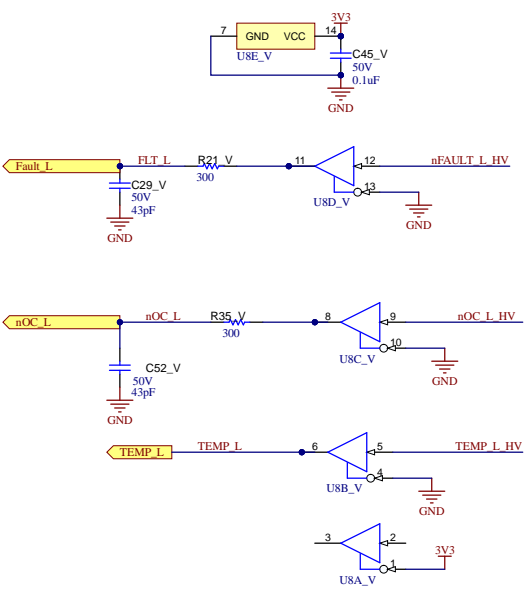 3V3
7 GND VCC 14
U8E_V
C45_V
50V
0.1uF
GND
Fault_L FLT_L R21_V 11 12 nFAULT_L_HV
300
13
C29_V
50V
43pF
U8D_V
GND
GND
nOC_L nOC_L R35_V 8 9 nOC_L_HV
300
10
U8C_V
C52_V
50V
43pF
GND
GND
TEMP_L TEMP_L 6 5 TEMP_L_HV
4
U8B_V
GND
3 2
3V3
1
U8A_V